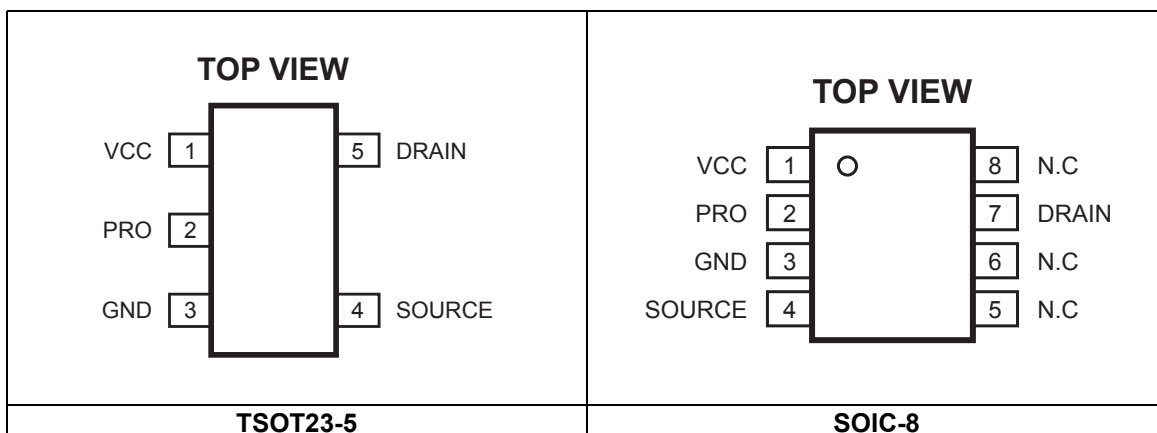 TOP VIEW
VCC 1 5 DRAIN
PRO 2
GND 3 4 SOURCE
TSOT23-5
TOP VIEW
VCC 1 8 N.C
PRO 2 7 DRAIN
GND 3 6 N.C
SOURCE 4 5 N.C
SOIC-8